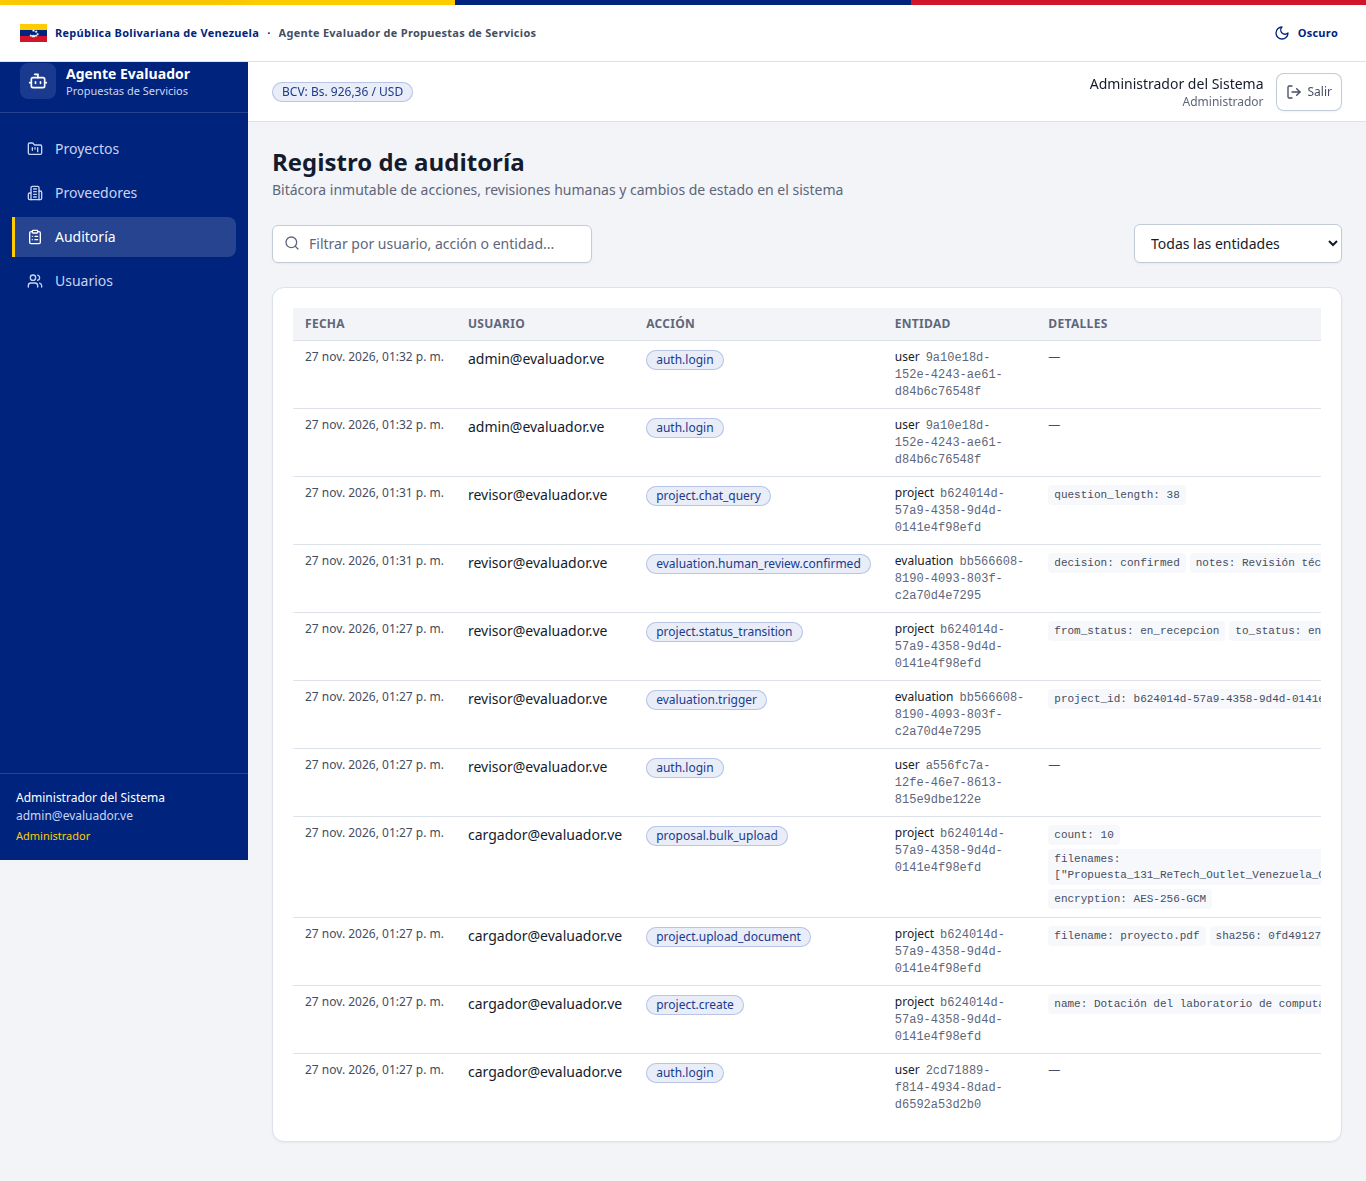 República Bolivariana de Venezuela · Agente Evaluador de Propuestas de Servicios
Oscuro
Agente Evaluador
Propuestas de Servicios
BCV: Bs. 926,36 / USD
Administrador del Sistema
Administrador
Salir
Proyectos
Proveedores
Auditoría
Usuarios
Administrador del Sistema
admin@evaluador.ve
Administrador
Registro de auditoría
Bitácora inmutable de acciones, revisiones humanas y cambios de estado en el sistema
Filtrar por usuario, acción o entidad...
Todas las entidades
FECHA USUARIO ACCIÓN ENTIDAD DETALLES
27 nov. 2026, 01:32 p. m. admin@evaluador.ve auth.login user 9a10e18d-
152e-4243-ae61-
d84b6c76548f
—
27 nov. 2026, 01:32 p. m. admin@evaluador.ve auth.login user 9a10e18d-
152e-4243-ae61-
d84b6c76548f
—
27 nov. 2026, 01:31 p. m. revisor@evaluador.ve project.chat_query project b624014d-
57a9-4358-9d4d-
0141e4f98efd
question_length: 38
27 nov. 2026, 01:31 p. m. revisor@evaluador.ve evaluation.human_review.confirmed evaluation bb566608-
8190-4093-803f-
c2a70d4e7295
decision: confirmed notes: Revisión téc
27 nov. 2026, 01:27 p. m. revisor@evaluador.ve project.status_transition project b624014d-
57a9-4358-9d4d-
0141e4f98efd
from_status: en_recepcion to_status: en
27 nov. 2026, 01:27 p. m. revisor@evaluador.ve evaluation.trigger evaluation bb566608-
8190-4093-803f-
c2a70d4e7295
project_id: b624014d-57a9-4358-9d4d-0141e
27 nov. 2026, 01:27 p. m. revisor@evaluador.ve auth.login user a556fc7a-
12fe-46e7-8613-
815e9dbe122e
—
27 nov. 2026, 01:27 p. m. cargador@evaluador.ve proposal.bulk_upload project b624014d-
57a9-4358-9d4d-
0141e4f98efd
count: 10
filenames:
["Propuesta_131_ReTech_Outlet_Venezuela_
encryption: AES-256-GCM
27 nov. 2026, 01:27 p. m. cargador@evaluador.ve project.upload_document project b624014d-
57a9-4358-9d4d-
0141e4f98efd
filename: proyecto.pdf sha256: 0fd49127
27 nov. 2026, 01:27 p. m. cargador@evaluador.ve project.create project b624014d-
57a9-4358-9d4d-
0141e4f98efd
name: Dotación del laboratorio de computa
27 nov. 2026, 01:27 p. m. cargador@evaluador.ve auth.login user 2cd71889-
f814-4934-8dad-
d6592a53d2b0
—